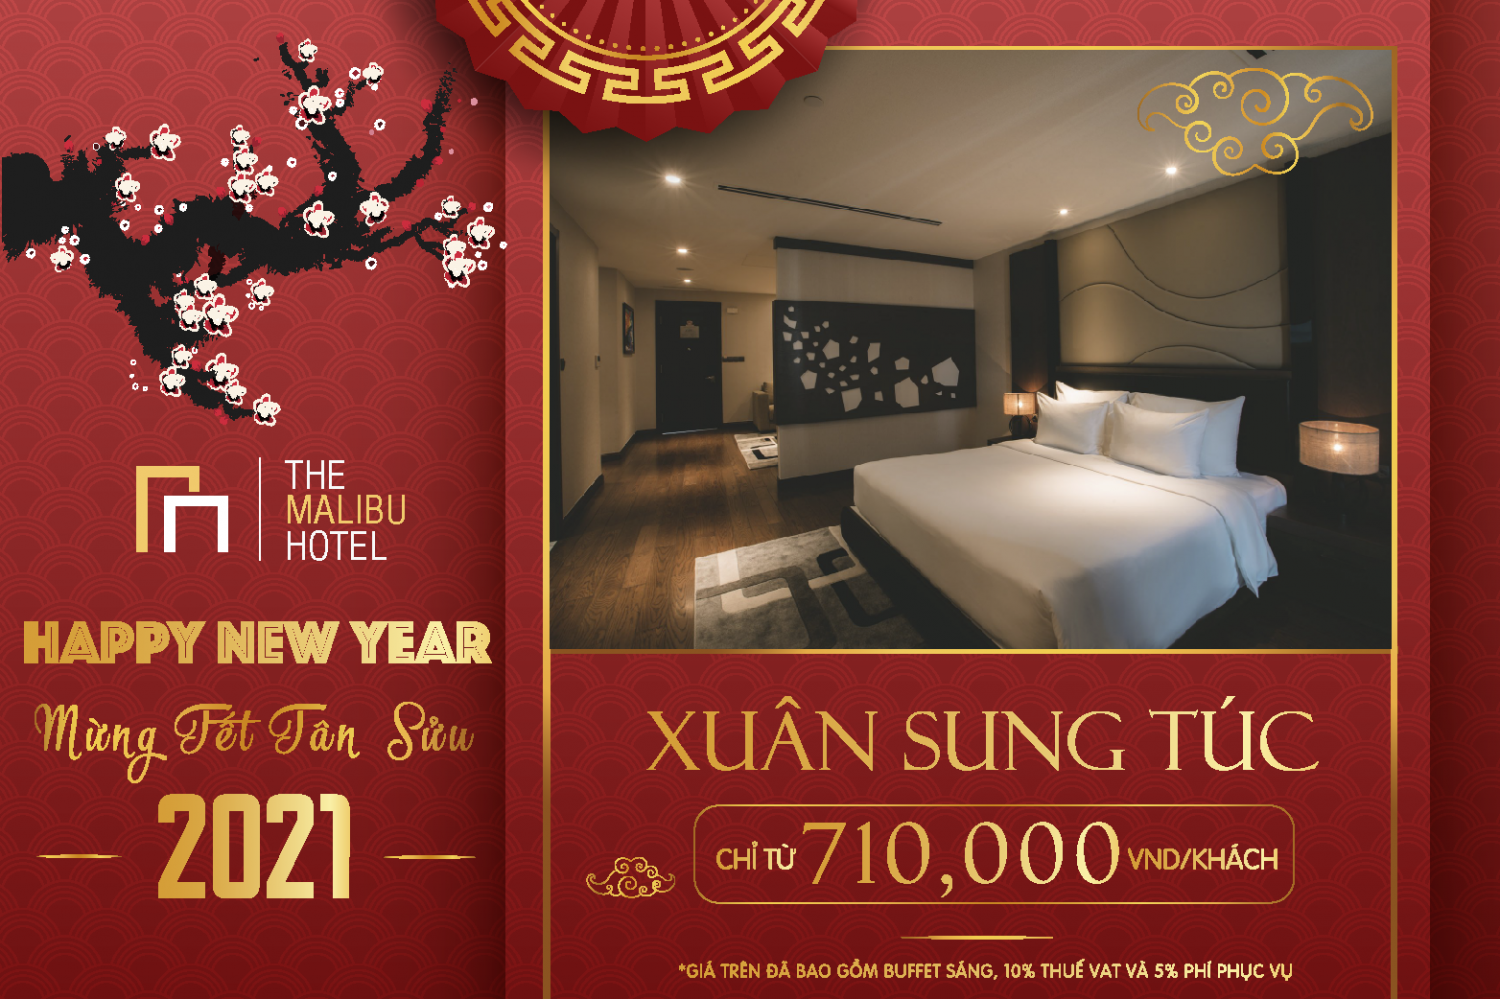 THE
MALIBU
HOTEL
HAPPY NEW YEAR
Mừng Tết Tân Sửu
2021
XUÂN SUNG TÚC
CHỈ TỪ 710,000 VND/KHÁCH
*GIÁ TRÊN ĐÃ BAO GỒM BUFFET SÁNG, 10% THUẾ VAT VÀ 5% PHÍ PHỤC VỤ